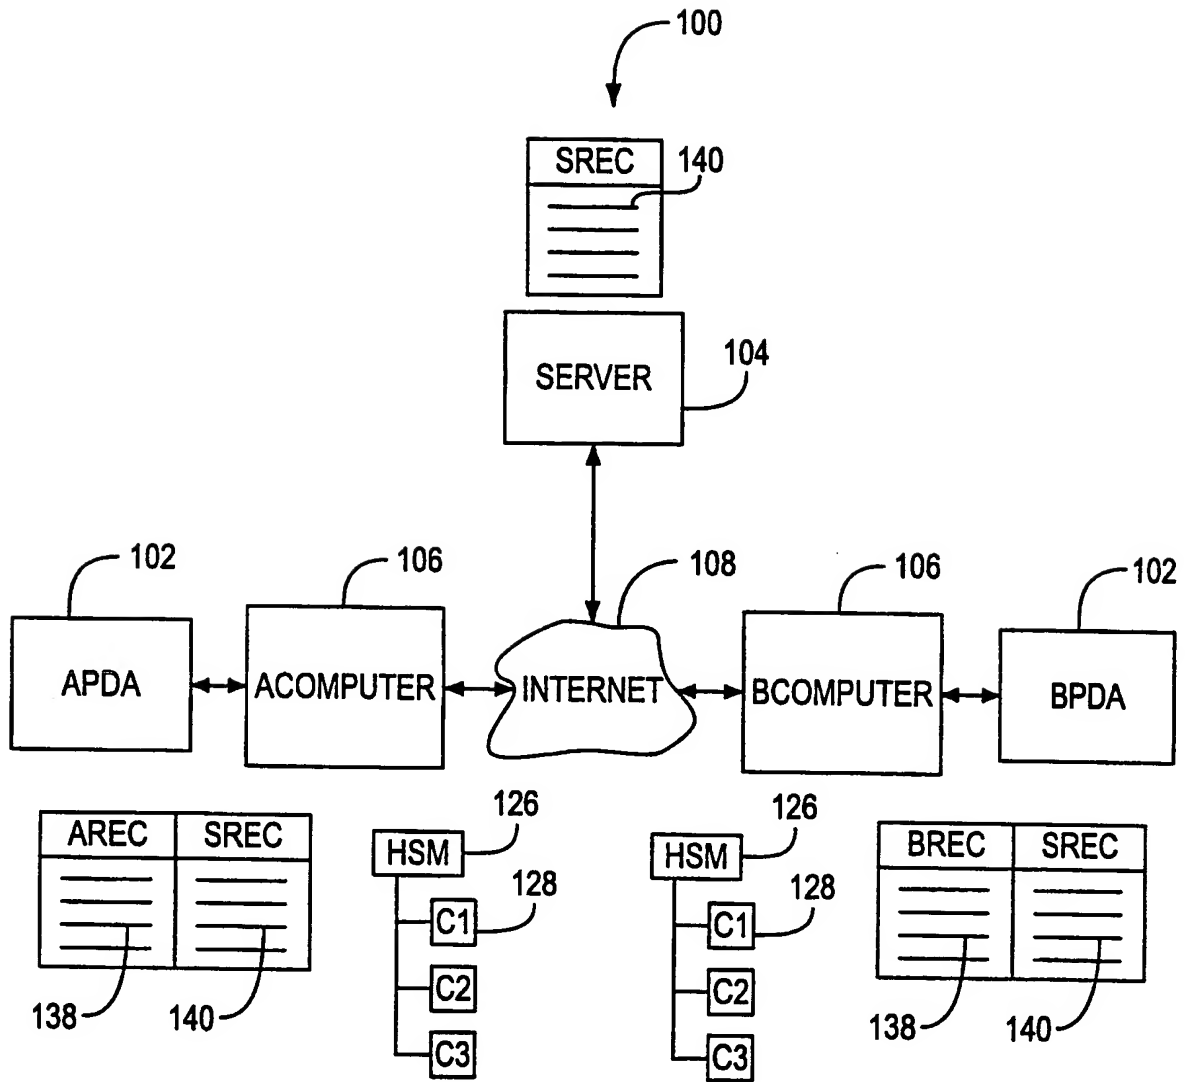 100
SREC
140
SERVER
104
102
106
108
106
102
APDA
ACOMPUTER
INTERNET
BCOMPUTER
BPDA
AREC SREC
138
140
HSM
126
C1
128
C2
C3
HSM
126
C1
128
C2
C3
BREC SREC
138
140